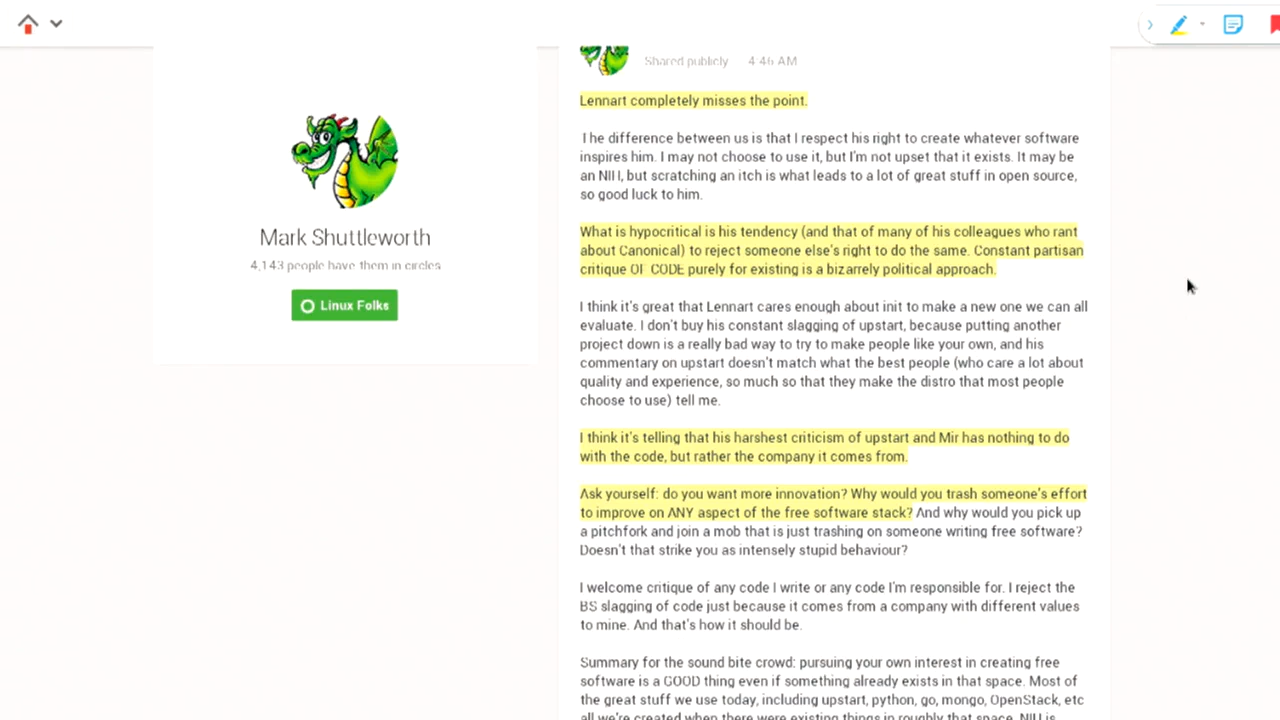 Mark Shuttleworth
4,143 people have them in circles
Linux Folks
Shared publicly 4:46 AM
Lennart completely misses the point.
The difference between us is that I respect his right to create whatever software
inspires him. I may not choose to use it, but I'm not upset that it exists. It may be
an NIH, but scratching an itch is what leads to a lot of great stuff in open source,
so good luck to him.
What is hypocritical is his tendency (and that of many of his colleagues who rant
about Canonical) to reject someone else's right to do the same. Constant partisan
critique OF CODE purely for existing is a bizarrely political approach.
I think it's great that Lennart cares enough about init to make a new one we can all
evaluate. I don't buy his constant slagging of upstart, because putting another
project down is a really bad way to try to make people like your own, and his
commentary on upstart doesn't match what the best people (who care a lot about
quality and experience, so much so that they make the distro that most people
choose to use) tell me.
I think it's telling that his harshest criticism of upstart and Mir has nothing to do
with the code, but rather the company it comes from.
Ask yourself: do you want more innovation? Why would you trash someone's effort
to improve on ANY aspect of the free software stack? And why would you pick up
a pitchfork and join a mob that is just trashing on someone writing free software?
Doesn't that strike you as intensely stupid behaviour?
I welcome critique of any code I write or any code I'm responsible for. I reject the
BS slagging of code just because it comes from a company with different values
to mine. And that's how it should be.
Summary for the sound bite crowd: pursuing your own interest in creating free
software is a GOOD thing even if something already exists in that space. Most of
the great stuff we use today, including upstart, python, go, mongo, OpenStack, etc
all we're created when there were existing things in roughly that space. NIH is